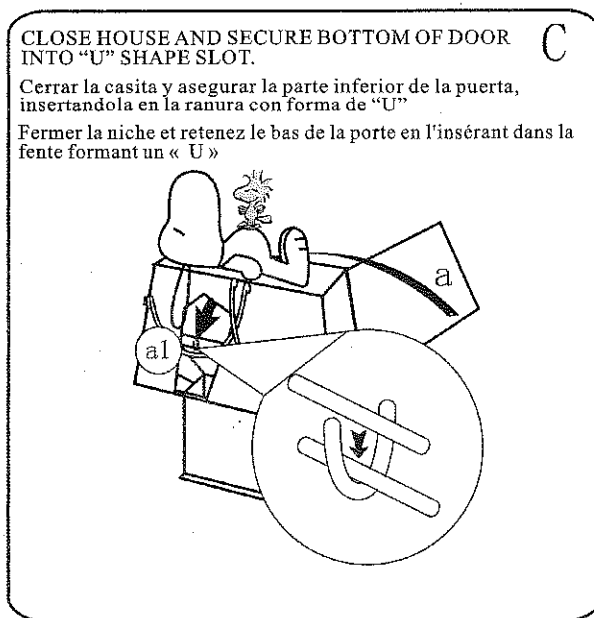 CLOSE HOUSE AND SECURE BOTTOM OF DOOR
INTO “U” SHAPE SLOT.
C
Cerrar la casita y asegurar la parte inferior de la puerta,
insertandola en la ranura con forma de “U”
Fermer la niche et retenez le bas de la porte en l'insérant dans la
fente formant un « U »
a
a1